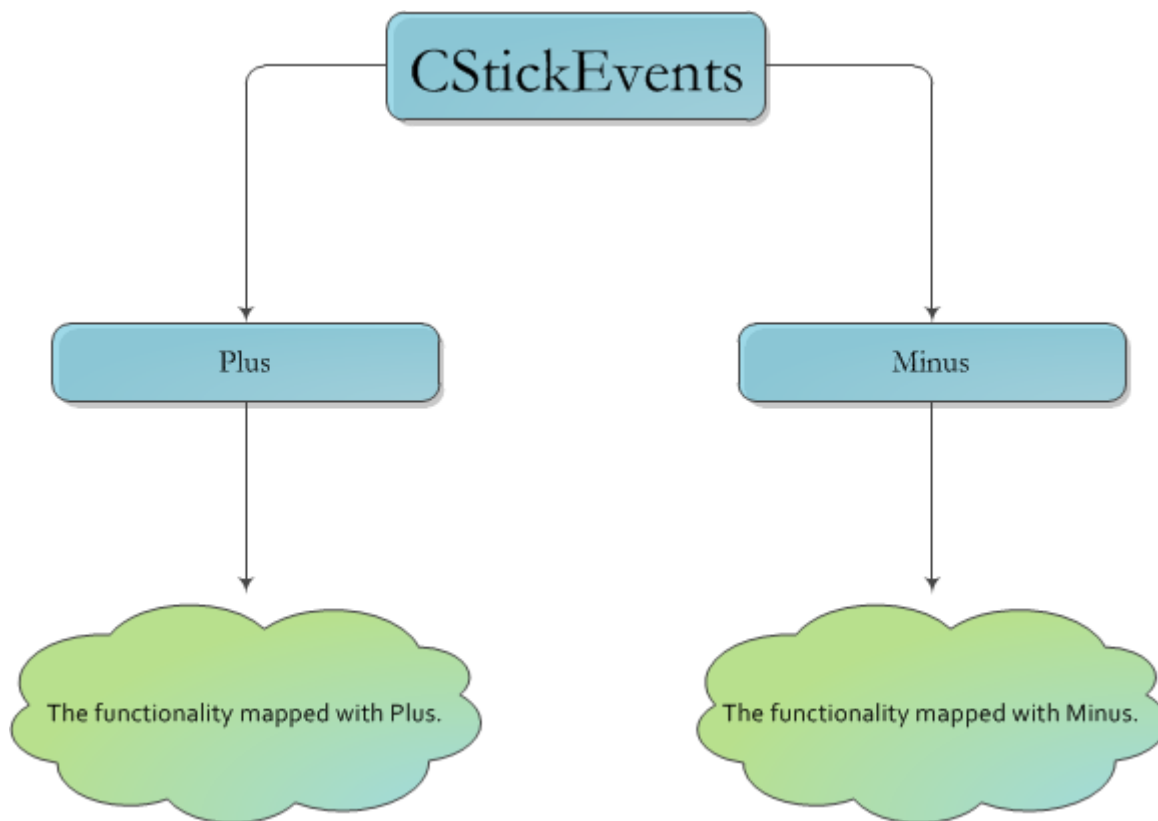 CStickEvents
Plus
Minus
The functionality mapped with Plus.
The functionality mapped with Minus.